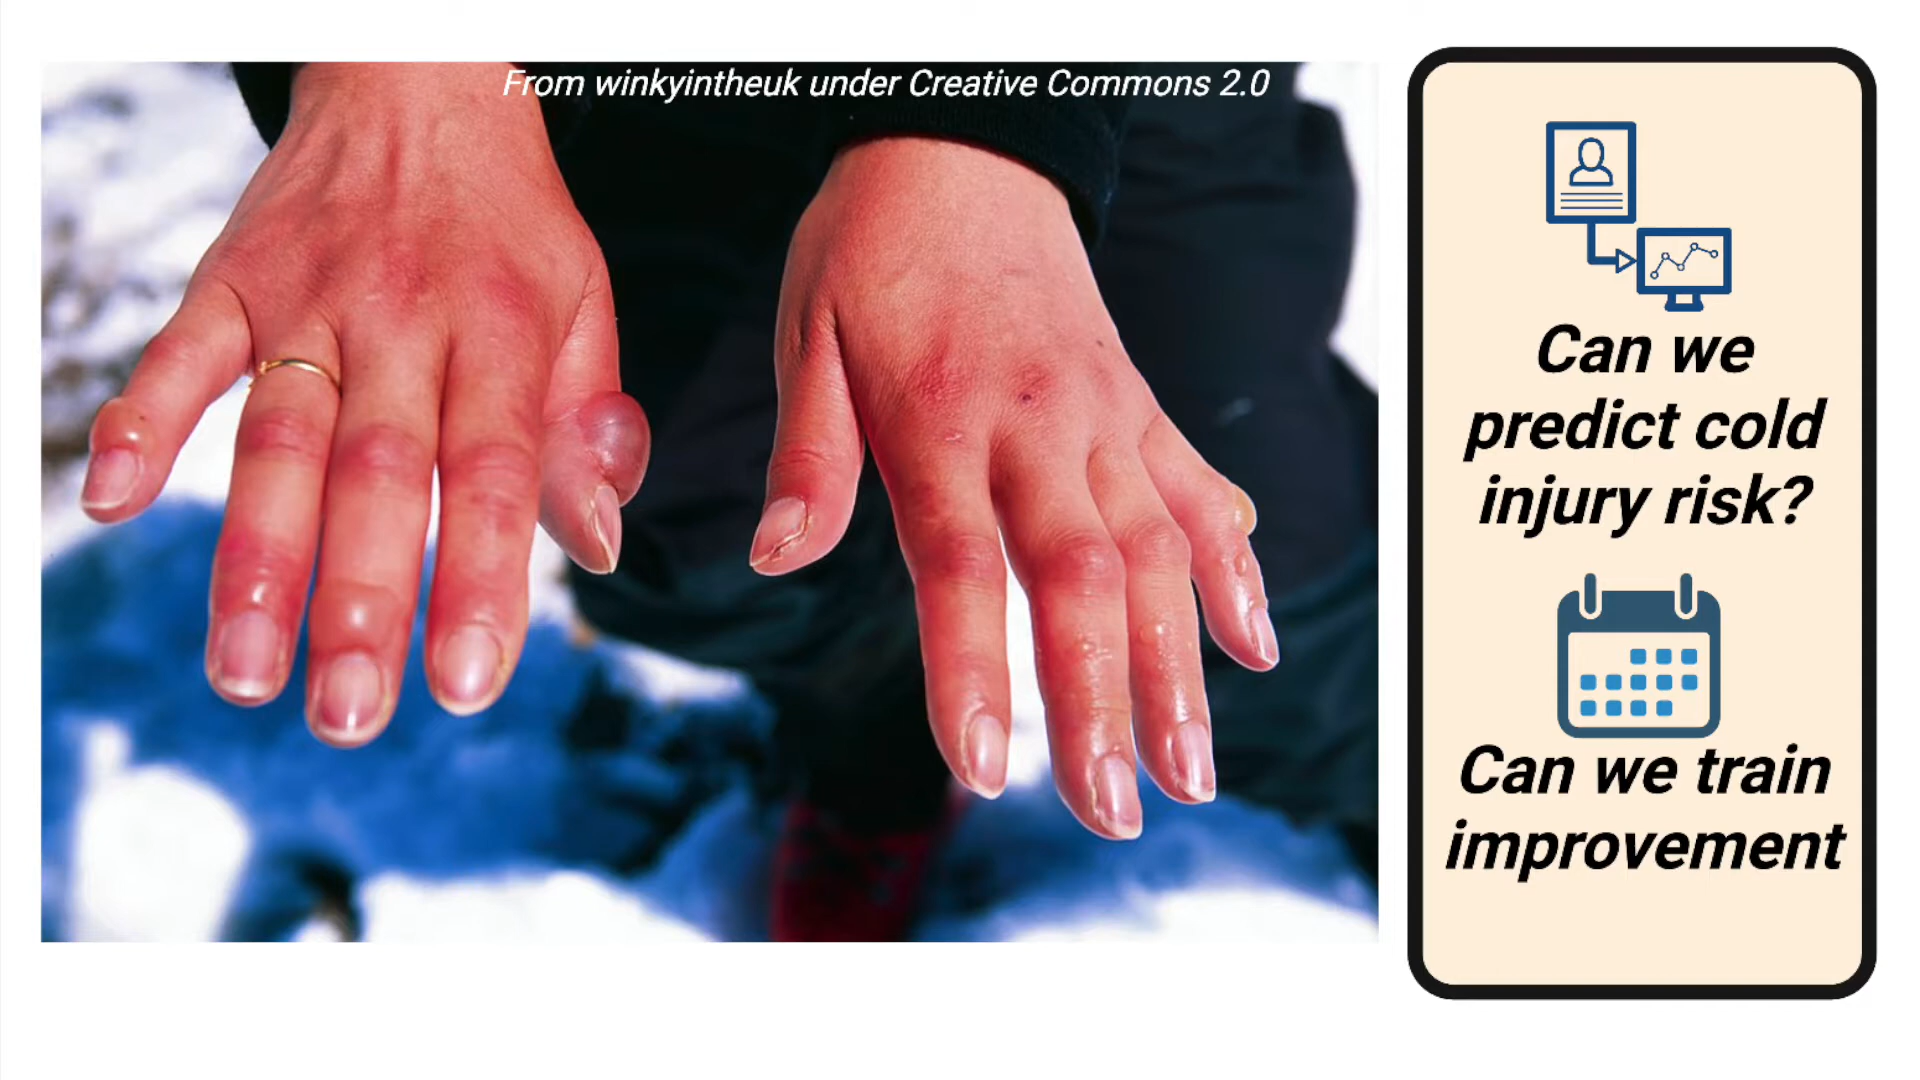 From winkyintheuk under Creative Commons 2.0
Can we
predict cold
injury risk?
Can we train
improvement